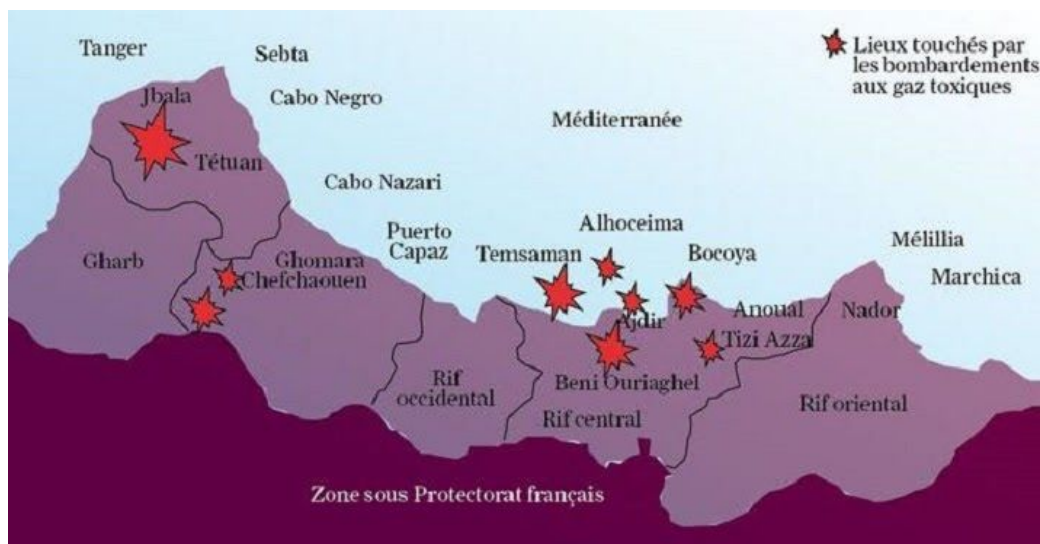 Tanger
Sebta
Lieux touchés par
les bombardements
aux gaz toxiques
Jbala
Cabo Negro
Méditerranée
Tétuan
Cabo Nazari
Alhoceima
Puerto
Capaz
Temsaman
Bocoya
Mélillia
Gharb
Ghomara
Chefchaouen
Marchica
Anoual
Nador
Ajdir
Tizi Azza
Rif
occidental
Beni Ouriaghel
Rif central
Rif oriental
Zone sous Protectorat français